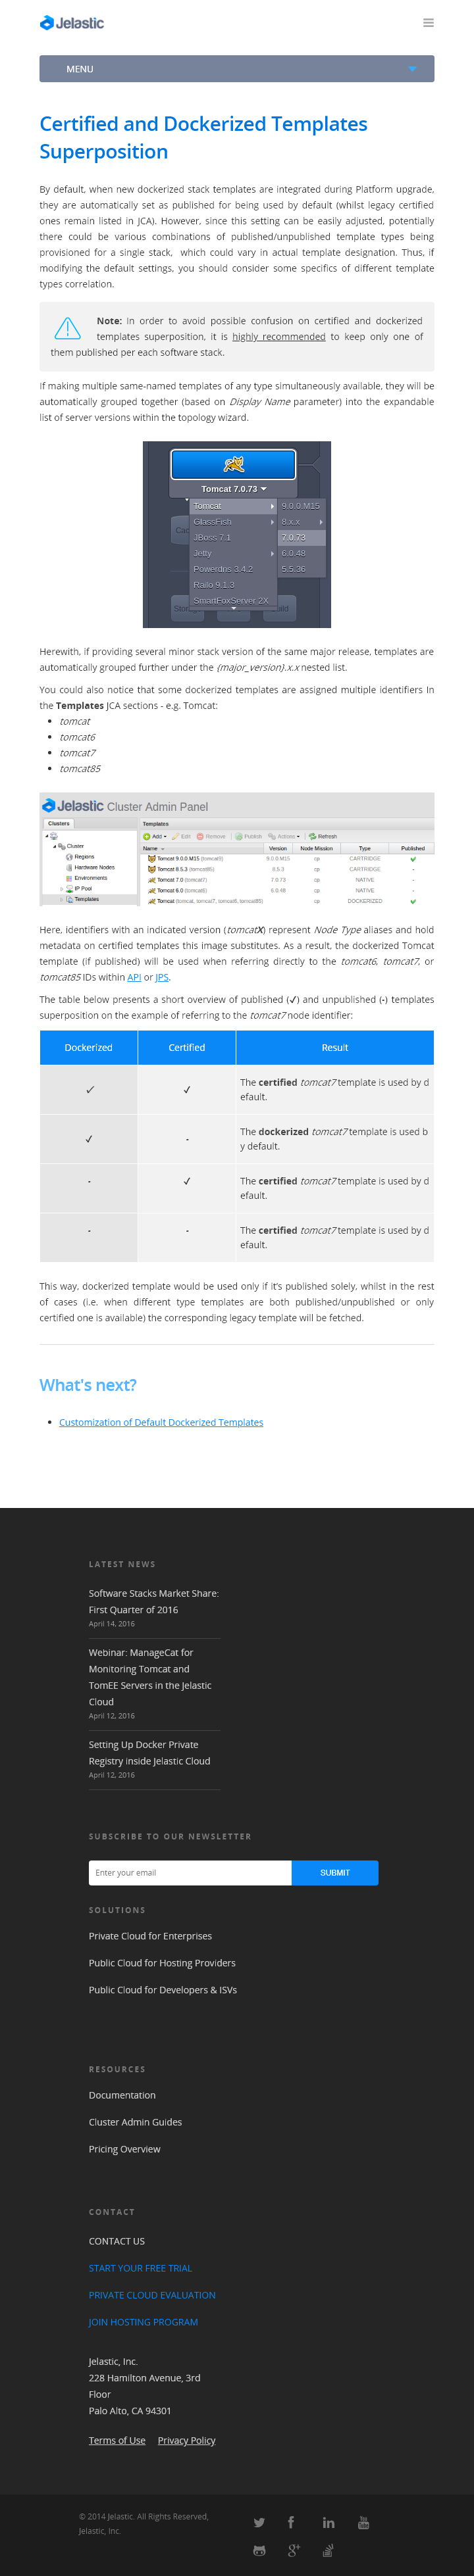 Jelastic
MENU
Certified and Dockerized Templates
Superposition
By default, when new dockerized stack templates are integrated during Platform upgrade,
they are automatically set as published for being used by default (whilst legacy certified
ones remain listed in JCA). However, since this setting can be easily adjusted, potentially
there could be various combinations of published/unpublished template types being
provisioned for a single stack, which could vary in actual template designation. Thus, if
modifying the default settings, you should consider some specifics of different template
types correlation.
Note: In order to avoid possible confusion on certified and dockerized
templates superposition, it is highly recommended to keep only one of
them published per each software stack.
If making multiple same-named templates of any type simultaneously available, they will be
automatically grouped together (based on Display Name parameter) into the expandable
list of server versions within the topology wizard.
Tomcat 7.0.73
Tomcat
9.0.0.M15
GlassFish
8.x.x
JBoss 7.1
7.0.73
Jetty
6.0.48
Powerdns 3.4.2
5.5.36
Railo 9.1.3
SmartFoxServer 2X
Herewith, if providing several minor stack version of the same major release, templates are
automatically grouped further under the {major_version}.x.x nested list.
You could also notice that some dockerized templates are assigned multiple identifiers In
the Templates JCA sections - e.g. Tomcat:
• tomcat
• tomcat6
• tomcat7
• tomcat85
Jelastic Cluster Admin Panel
Clusters
Templates
Add Edit Remove Publish Actions Refresh
Name Version Node Mission Type Published
Cluster
Regions
Hardware Nodes
Environments
IP Pool
Templates
Tomcat 9.0.0.M15 (tomcat9) 9.0.0.M15 cp CARTRIDGE ✓
Tomcat 8.5.3 (tomcat85) 8.5.3 cp CARTRIDGE -
Tomcat 7.0 (tomcat7) 7.0.73 cp NATIVE -
Tomcat 6.0 (tomcat6) 6.0.48 cp NATIVE -
Tomcat (tomcat, tomcat7, tomcat6, tomcat85) cp DOCKERIZED ✓
Here, identifiers with an indicated version (tomcatX) represent Node Type aliases and hold
metadata on certified templates this image substitutes. As a result, the dockerized Tomcat
template (if published) will be used when referring directly to the tomcat6, tomcat7, or
tomcat85 IDs within API or JPS.
The table below presents a short overview of published (✓) and unpublished (-) templates
superposition on the example of referring to the tomcat7 node identifier:
Dockerized Certified Result
✓ ✓ The certified tomcat7 template is used by d
efault.
✓ - The dockerized tomcat7 template is used b
y default.
- ✓ The certified tomcat7 template is used by d
efault.
- - The certified tomcat7 template is used by d
efault.
This way, dockerized template would be used only if it's published solely, whilst in the rest
of cases (i.e. when different type templates are both published/unpublished or only
certified one is available) the corresponding legacy template will be fetched.
What's next?
• Customization of Default Dockerized Templates
LATEST NEWS
Software Stacks Market Share:
First Quarter of 2016
April 14, 2016
Webinar: ManageCat for
Monitoring Tomcat and
TomEE Servers in the Jelastic
Cloud
April 12, 2016
Setting Up Docker Private
Registry inside Jelastic Cloud
April 12, 2016
SUBSCRIBE TO OUR NEWSLETTER
Enter your email
SUBMIT
SOLUTIONS
Private Cloud for Enterprises
Public Cloud for Hosting Providers
Public Cloud for Developers & ISVs
RESOURCES
Documentation
Cluster Admin Guides
Pricing Overview
CONTACT
CONTACT US
START YOUR FREE TRIAL
PRIVATE CLOUD EVALUATION
JOIN HOSTING PROGRAM
Jelastic, Inc.
228 Hamilton Avenue, 3rd
Floor
Palo Alto, CA 94301
Terms of Use Privacy Policy
© 2014 Jelastic. All Rights Reserved,
Jelastic, Inc.